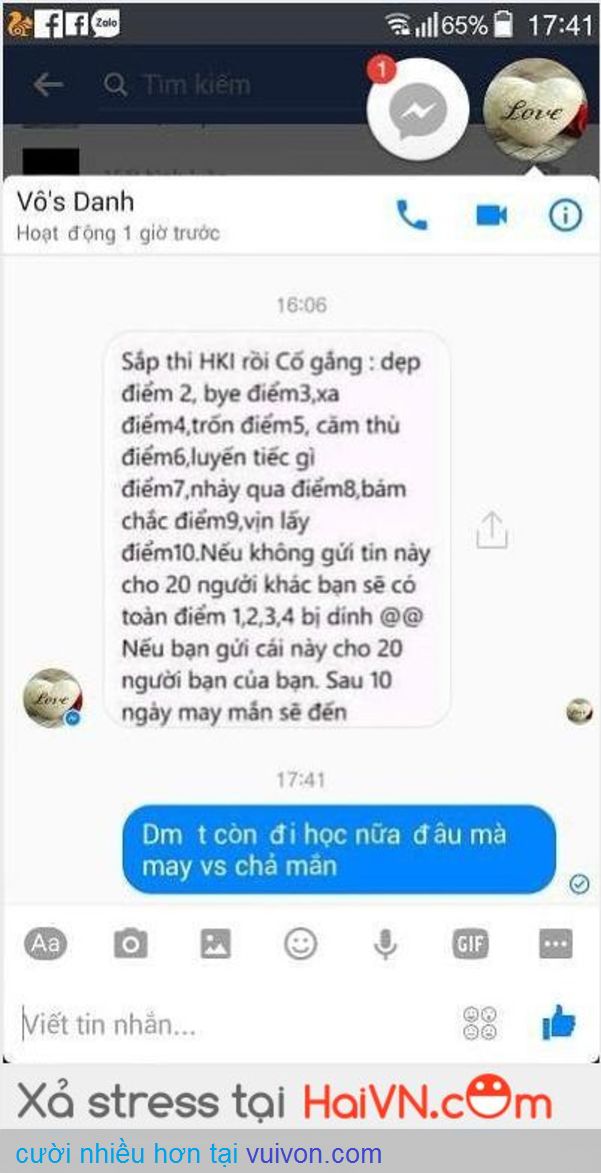 Zalo
65%
17:41
Tìm kiếm
1
Love
Vô's Danh
Hoạt động 1 giờ trước
16:06
Sắp thi HKI rồi Cố gắng : dẹp
điểm 2, bye điểm3,xa
điểm4,trốn điểm5, căm thù
điểm6,luyến tiếc gì
điểm7,nhảy qua điểm8,bám
chắc điểm9,vịn lấy
điểm10.Nếu không gửi tin này
cho 20 người khác bạn sẽ có
toàn điểm 1,2,3,4 bị dính @@
Nếu bạn gửi cái này cho 20
người bạn của bạn. Sau 10
ngày may mắn sẽ đến
Love
17:41
Dm t còn đi học nữa đâu mà
may vs chả mắn
Aa
GIF
Viết tin nhắn...
Xả stress tại HaiVN.com
cười nhiều hơn tại vuivon.com